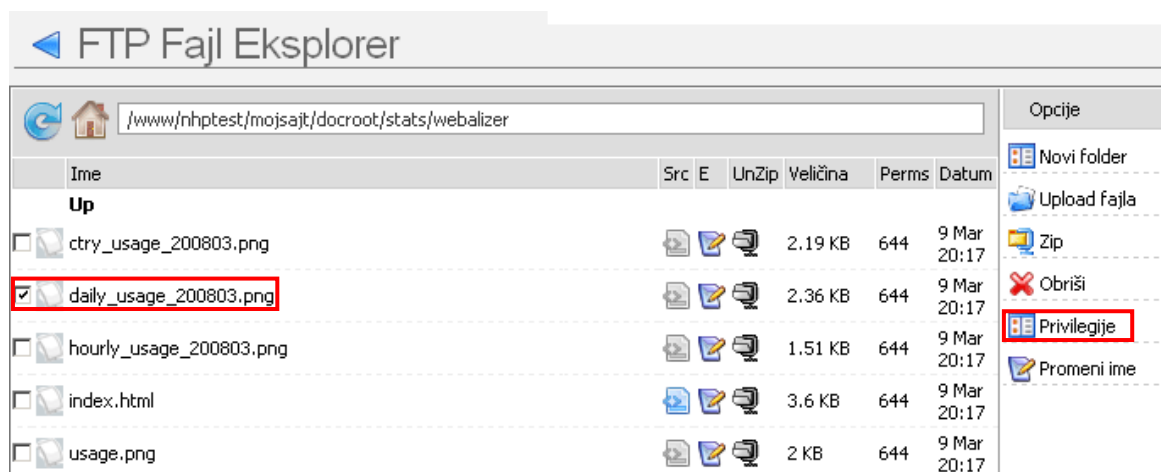 FTP Fajl Eksplorer
/www/nhptest/mojsajt/docroot/stats/webalizer
Ime Src E UnZip Veličina Perms Datum
Up
ctry_usage_200803.png 2.19 KB 644 9 Mar 20:17
daily_usage_200803.png 2.36 KB 644 9 Mar 20:17
hourly_usage_200803.png 1.51 KB 644 9 Mar 20:17
index.html 3.6 KB 644 9 Mar 20:17
usage.png 2 KB 644 9 Mar 20:17
Opcije
Novi folder
Upload fajla
Zip
Obriši
Privilegije
Promeni ime